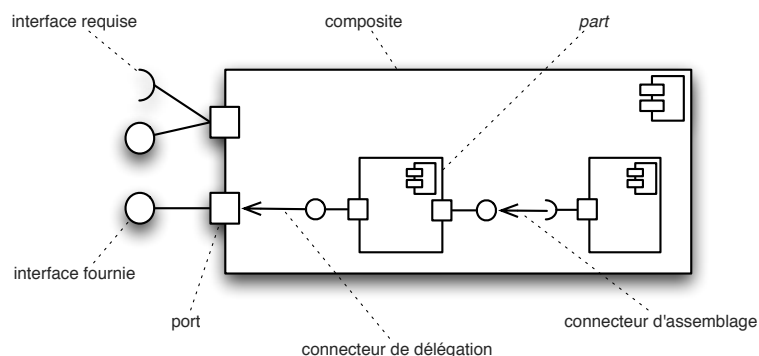 interface requise
composite
part
interface fournie
port
connecteur d'assemblage
connecteur de délégation